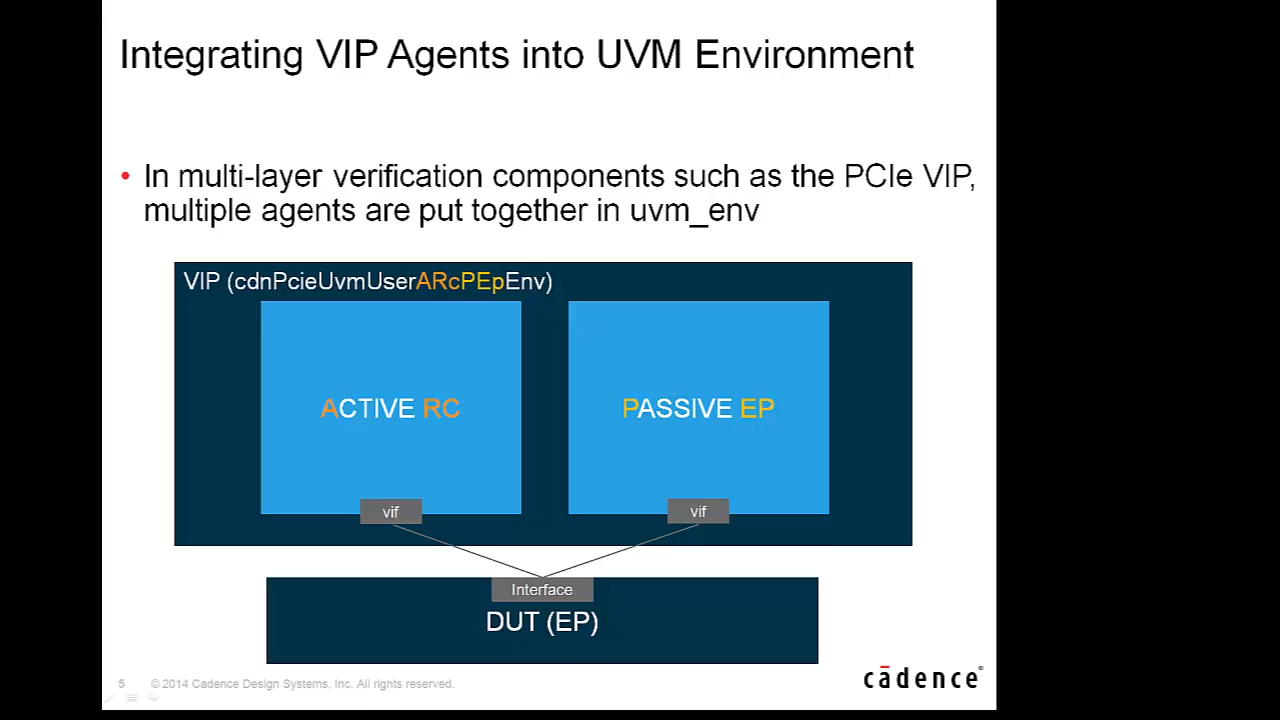 Integrating VIP Agents into UVM Environment
• In multi-layer verification components such as the PCIe VIP,
multiple agents are put together in uvm_env
VIP (cdnPcieUvmUserARcPEpEnv)
ACTIVE RC
PASSIVE EP
vif
vif
Interface
DUT (EP)
5 © 2014 Cadence Design Systems, Inc. All rights reserved.
cādence®